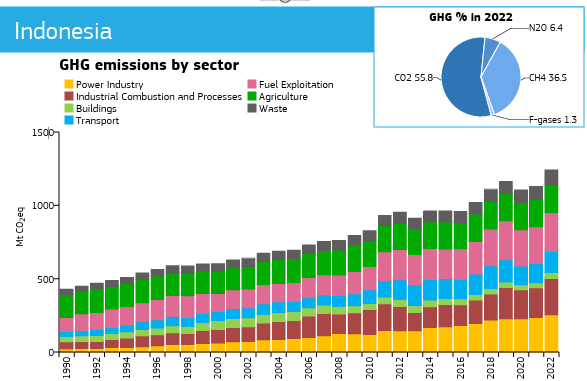 Indonesia
GHG % in 2022
N2O 6.4
CO2 55.8
CH4 36.5
F-gases 1.3
GHG emissions by sector
Power Industry
Fuel Exploitation
Industrial Combustion and Processes
Agriculture
Buildings
Waste
Transport
Mt CO2eq
1500
1000
500
0
1990
1992
1994
1996
1998
2000
2002
2004
2006
2008
2010
2012
2014
2016
2018
2020
2022